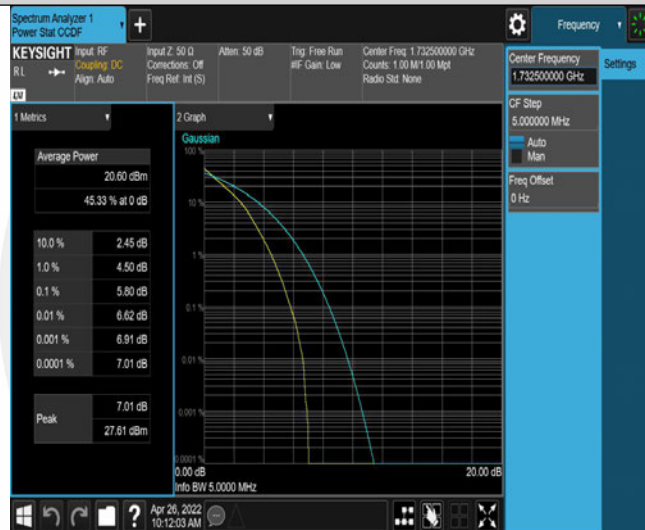 Spectrum Analyzer 1
Power Stat CCDF
+
Frequency
KEYSIGHT
R L
Input: RF
Coupling: DC
Align: Auto
Input Z: 50 Ω
Corrections: Off
Freq Ref: Int (S)
Atten: 50 dB
Trig: Free Run
#IF Gain: Low
Center Freq: 1.732500000 GHz
Counts: 1.00 M/1.00 Mpt
Radio Std: None
Center Frequency
1.732500000 GHz
Settings
CF Step
5.000000 MHz
Auto
Man
Freq Offset
0 Hz
1 Metrics
Average Power
20.60 dBm
45.33 % at 0 dB
10.0 % 2.45 dB
1.0 % 4.50 dB
0.1 % 5.80 dB
0.01 % 6.62 dB
0.001 % 6.91 dB
0.0001 % 7.01 dB
Peak
7.01 dB
27.61 dBm
2 Graph
Gaussian
100 %
10 %
1 %
0.1 %
0.01 %
0.001 %
0.0001 %
0.00 dB 20.00 dB
Info BW 5.0000 MHz
?
Apr 26, 2022
10:12:03 AM